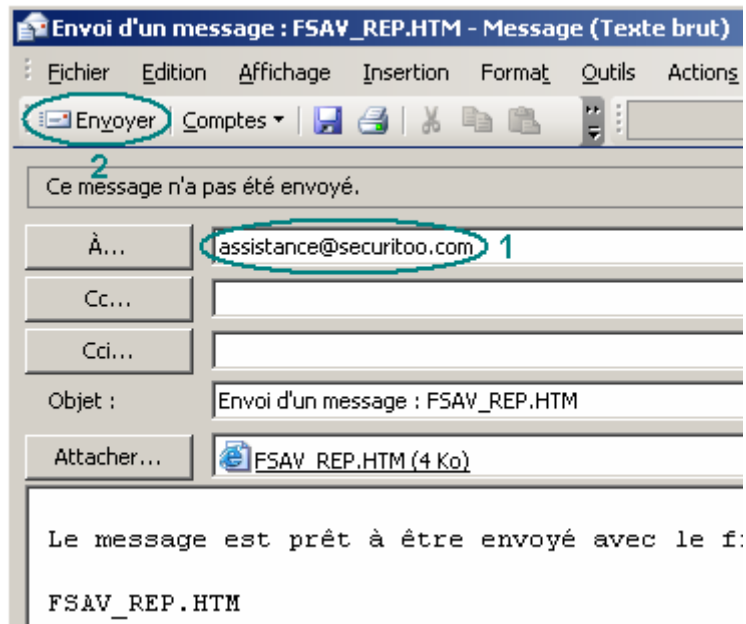 Envoi d'un message : FSAV_REP.HTM - Message (Texte brut)
Fichier Edition Affichage Insertion Format Outils Actions
Envoyer Comptes
2
Ce message n'a pas été envoyé.
À... assistance@securitoo.com 1
Cc...
Cci...
Objet : Envoi d'un message : FSAV_REP.HTM
Attacher... FSAV_REP.HTM (4 Ko)
Le message est prêt à être envoyé avec le
FSAV_REP.HTM